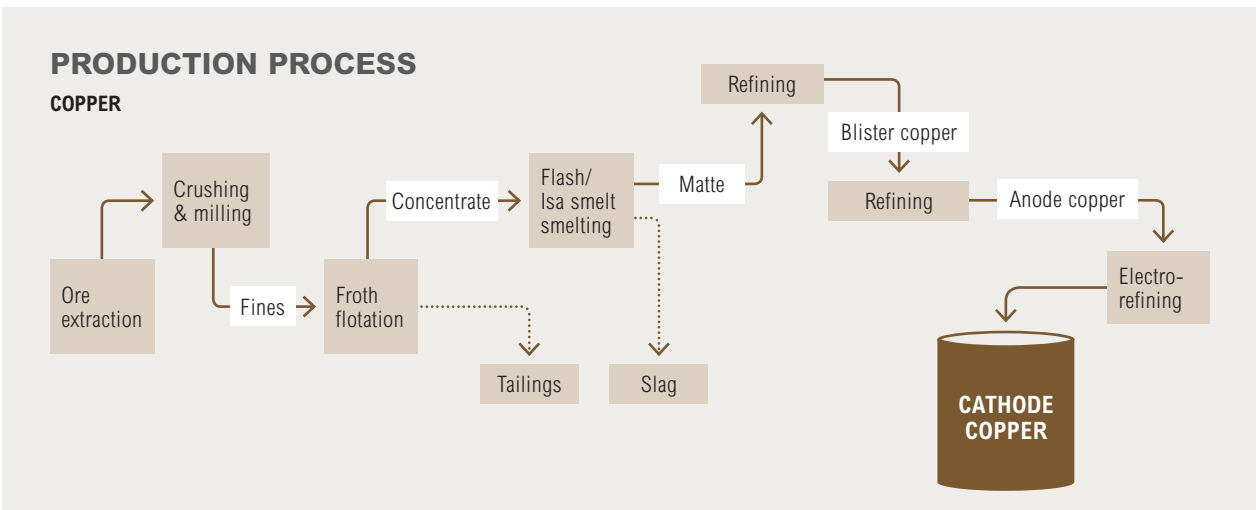 PRODUCTION PROCESS
COPPER
Ore
extraction
Crushing
& milling
Fines
Froth
flotation
Concentrate
Tailings
Flash/
Isa smelt
smelting
Slag
Matte
Refining
Blister copper
Refining
Anode copper
Electro-
refining
CATHODE
COPPER